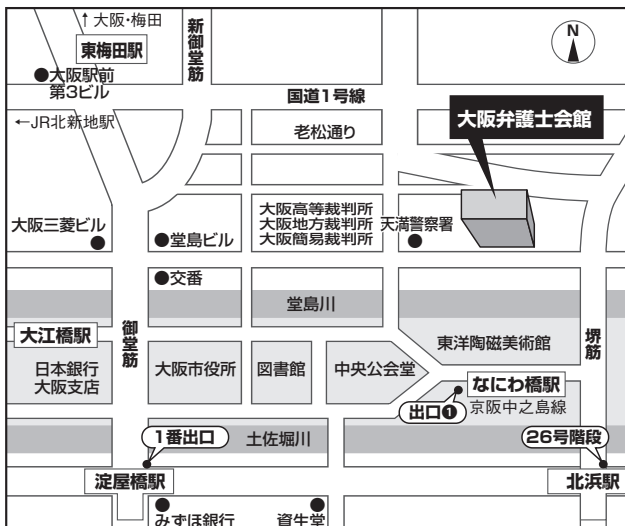 ↑大阪・梅田
東梅田駅
新御堂筋
N
●大阪駅前
第3ビル
国道1号線
←JR北新地駅
老松通り
大阪弁護士会館
大阪三菱ビル
●堂島ビル
大阪高等裁判所
大阪地方裁判所
大阪簡易裁判所
天満警察署
●交番
堂島川
大江橋駅
御堂筋
東洋陶磁美術館
堺筋
日本銀行
大阪支店
大阪市役所
図書館
中央公会堂
なにわ橋駅
出口❶
京阪中之島線
1番出口
土佐堀川
26号階段
淀屋橋駅
北浜駅
みずほ銀行
資生堂